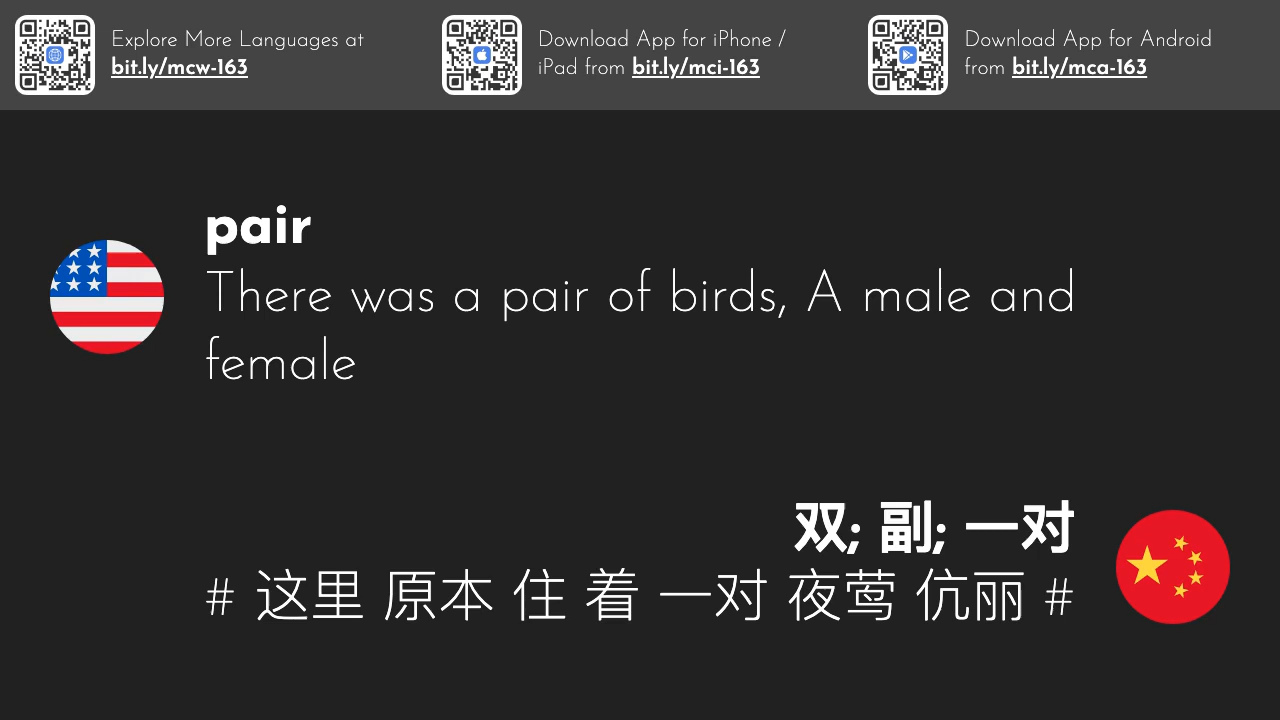 Explore More Languages at
bit.ly/mcw-163
Download App for iPhone /
iPad from bit.ly/mci-163
Download App for Android
from bit.ly/mca-163
pair
There was a pair of birds, A male and
female
双; 副; 一对
# 这里 原本 住 着 一对 夜莺 伉丽 #